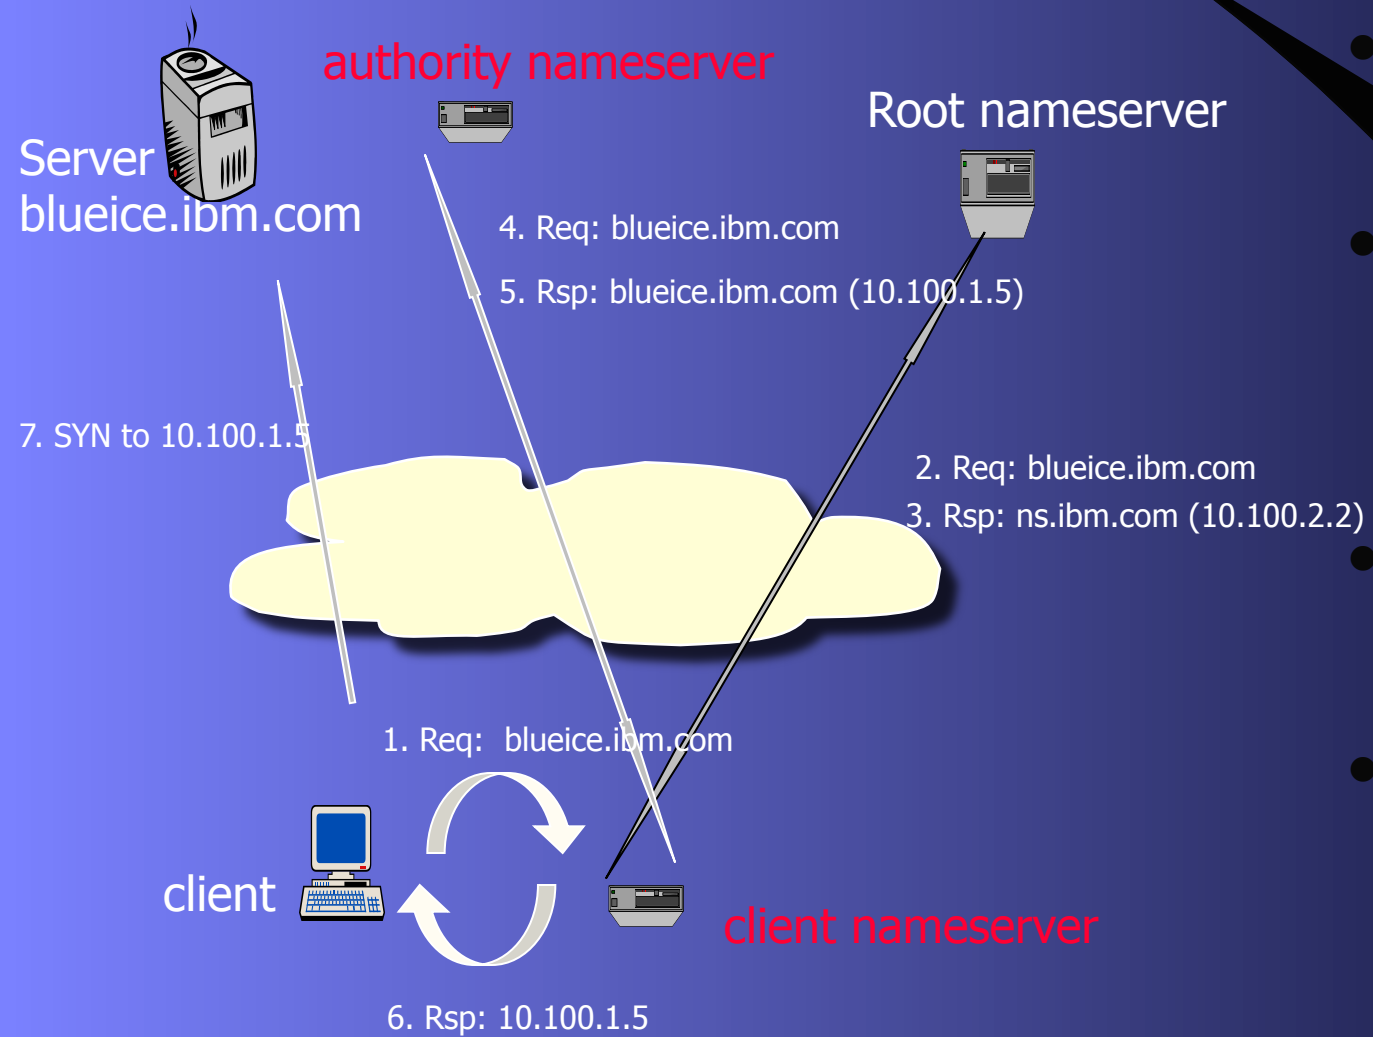 authority nameserver
Root nameserver
Server
blueice.ibm.com
4. Req: blueice.ibm.com
5. Rsp: blueice.ibm.com (10.100.1.5)
7. SYN to 10.100.1.5
2. Req: blueice.ibm.com
3. Rsp: ns.ibm.com (10.100.2.2)
1. Req:  blueice.ibm.com
client
client nameserver
6. Rsp: 10.100.1.5